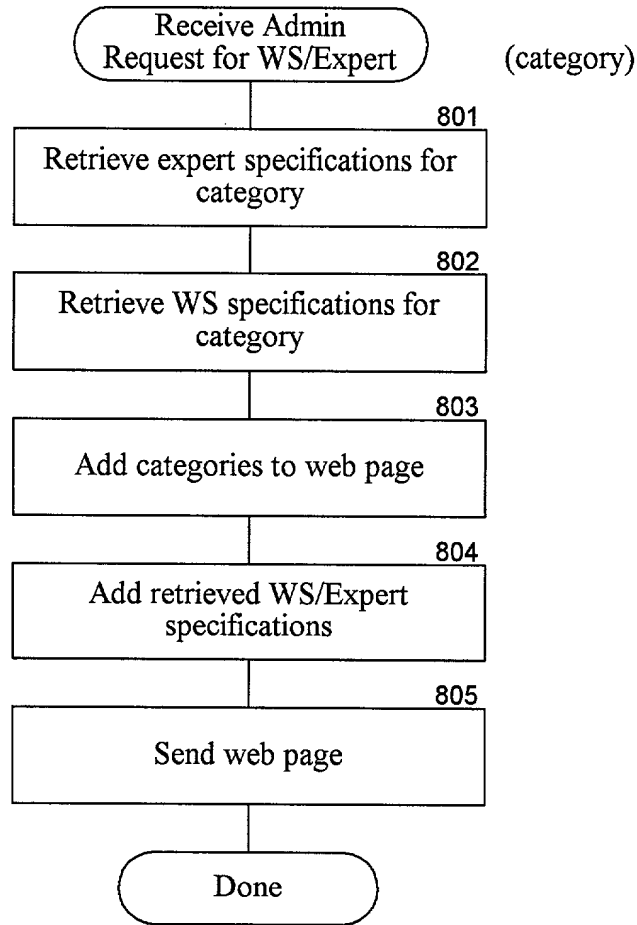 Receive Admin
Request for WS/Expert
(category)
801
Retrieve expert specifications for
category
802
Retrieve WS specifications for
category
803
Add categories to web page
804
Add retrieved WS/Expert
specifications
805
Send web page
Done